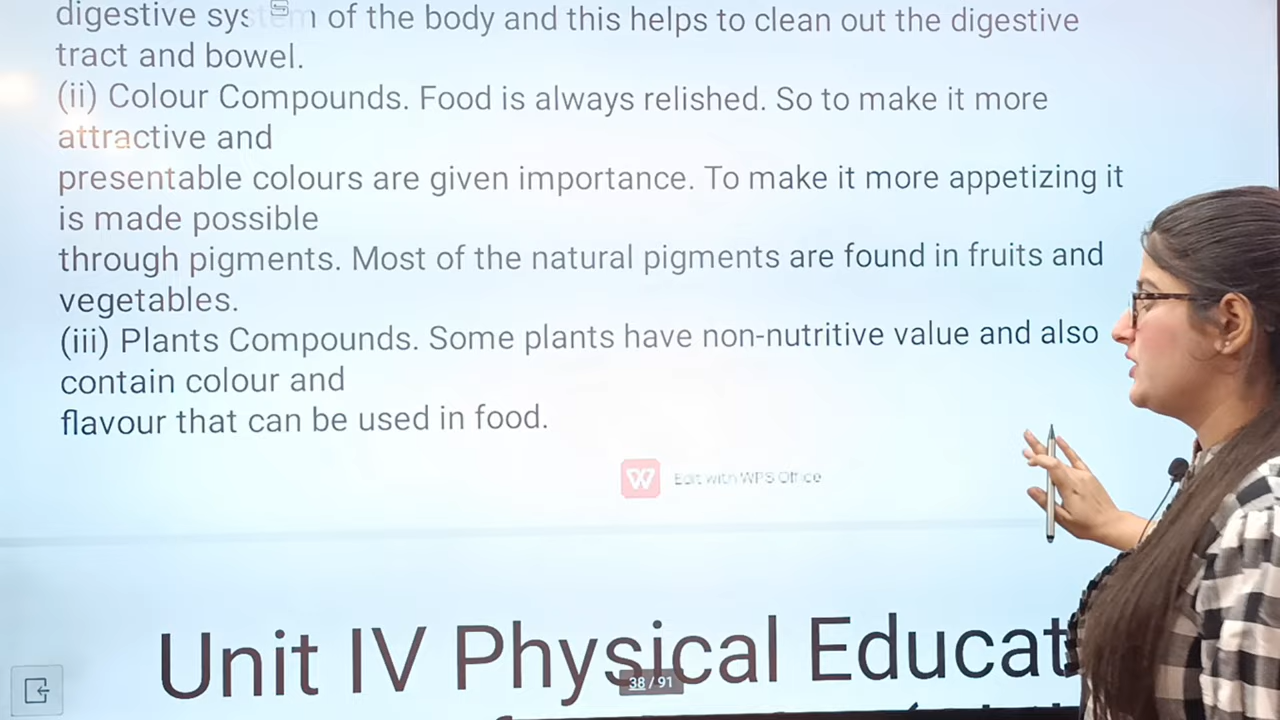 digestive system of the body and this helps to clean out the digestive
tract and bowel.
(ii) Colour Compounds. Food is always relished. So to make it more
attractive and
presentable colours are given importance. To make it more appetizing it
is made possible
through pigments. Most of the natural pigments are found in fruits and
vegetables.
(iii) Plants Compounds. Some plants have non-nutritive value and also
contain colour and
flavour that can be used in food.
Edit with WPS Office
Unit IV Physical Educat
38 / 91